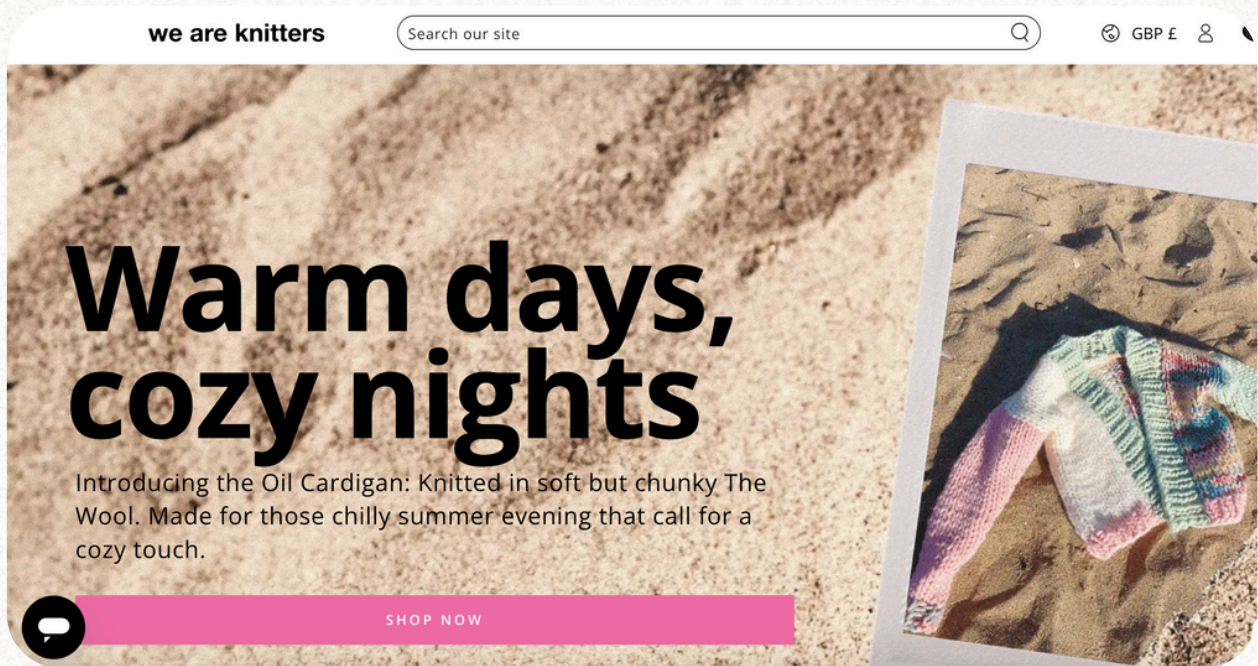 we are knitters
Search our site
GBP £
Warm days,
cozy nights
Introducing the Oil Cardigan: Knitted in soft but chunky The
Wool. Made for those chilly summer evening that call for a
cozy touch.
SHOP NOW